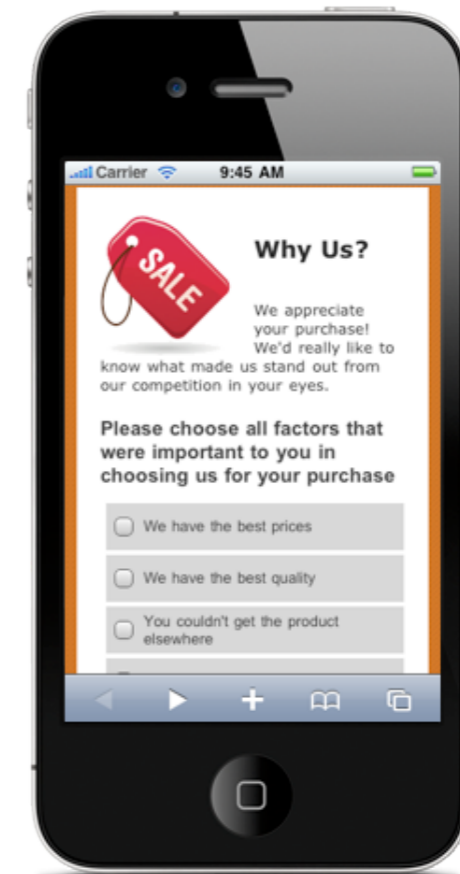 Carrier 9:45 AM
SALE
Why Us?
We appreciate
your purchase!
We'd really like to
know what made us stand out from
our competition in your eyes.
Please choose all factors that
were important to you in
choosing us for your purchase
We have the best prices
We have the best quality
You couldn't get the product
elsewhere